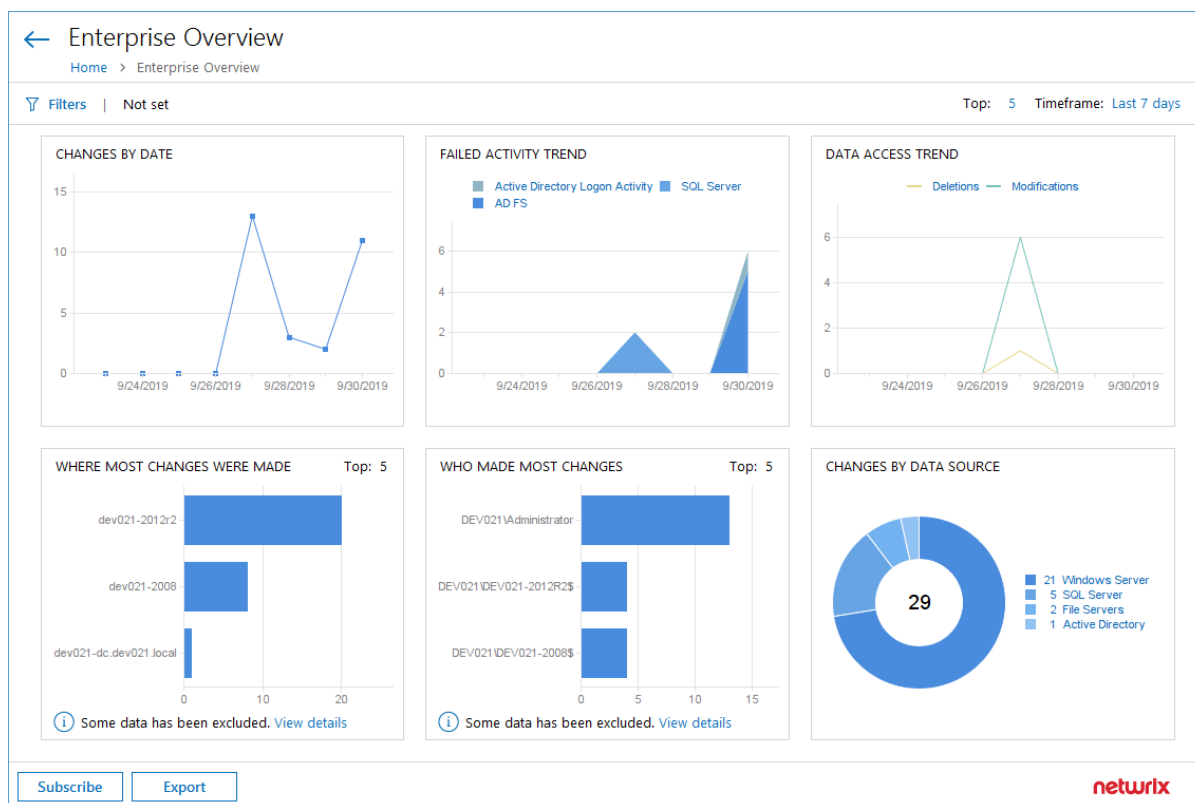 Enterprise Overview
Home > Enterprise Overview
Filters | Not set
Top: 5 Timeframe: Last 7 days
CHANGES BY DATE
15
10
5
0
9/24/2019 9/26/2019 9/28/2019 9/30/2019
FAILED ACTIVITY TREND
Active Directory Logon Activity SQL Server
AD FS
6
4
2
0
9/24/2019 9/26/2019 9/28/2019 9/30/2019
DATA ACCESS TREND
Deletions Modifications
6
4
2
0
9/24/2019 9/26/2019 9/28/2019 9/30/2019
WHERE MOST CHANGES WERE MADE Top: 5
dev021-2012r2
dev021-2008
dev021-dc.dev021.local
0 10 20
Some data has been excluded. View details
WHO MADE MOST CHANGES Top: 5
DEV021\Administrator
DEV021\DEV021-2012R2$
DEV021\DEV021-2008$
0 5 10 15
Some data has been excluded. View details
CHANGES BY DATA SOURCE
29
21 Windows Server
5 SQL Server
2 File Servers
1 Active Directory
Subscribe Export
netwrix